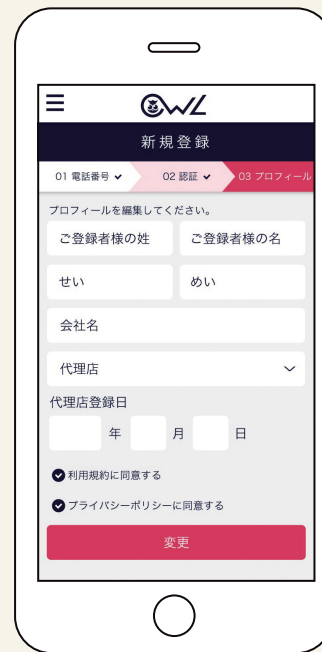 OWL
新規登録
01 電話番号 02 認証 03 プロフィール
プロフィールを編集してください。
ご登録者様の姓 ご登録者様の名
せい めい
会社名
代理店
代理店登録日
年 月 日
利用規約に同意する
プライバシーポリシーに同意する
変更